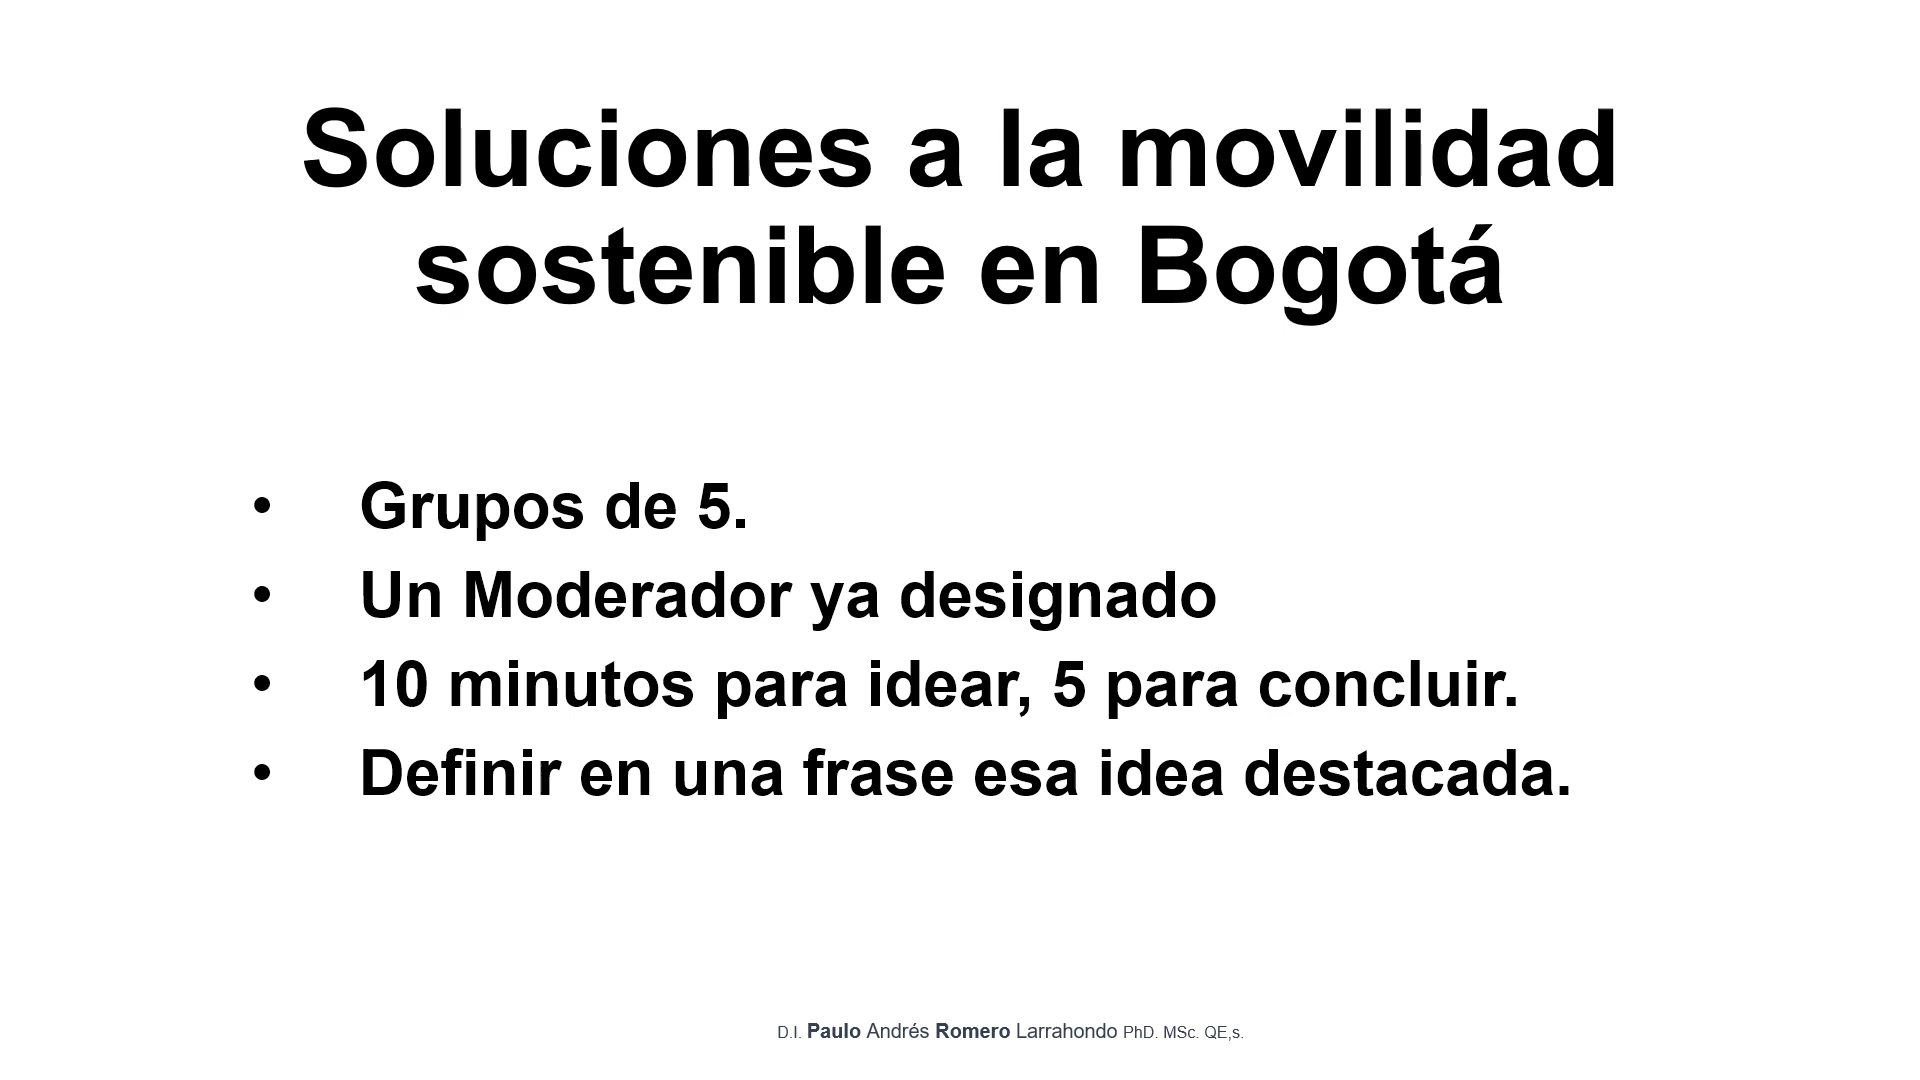 Soluciones a la movilidad
sostenible en Bogotá
• Grupos de 5.
• Un Moderador ya designado
• 10 minutos para idear, 5 para concluir.
• Definir en una frase esa idea destacada.
D.I. Paulo Andrés Romero Larrahondo PhD. MSc. QE,s.